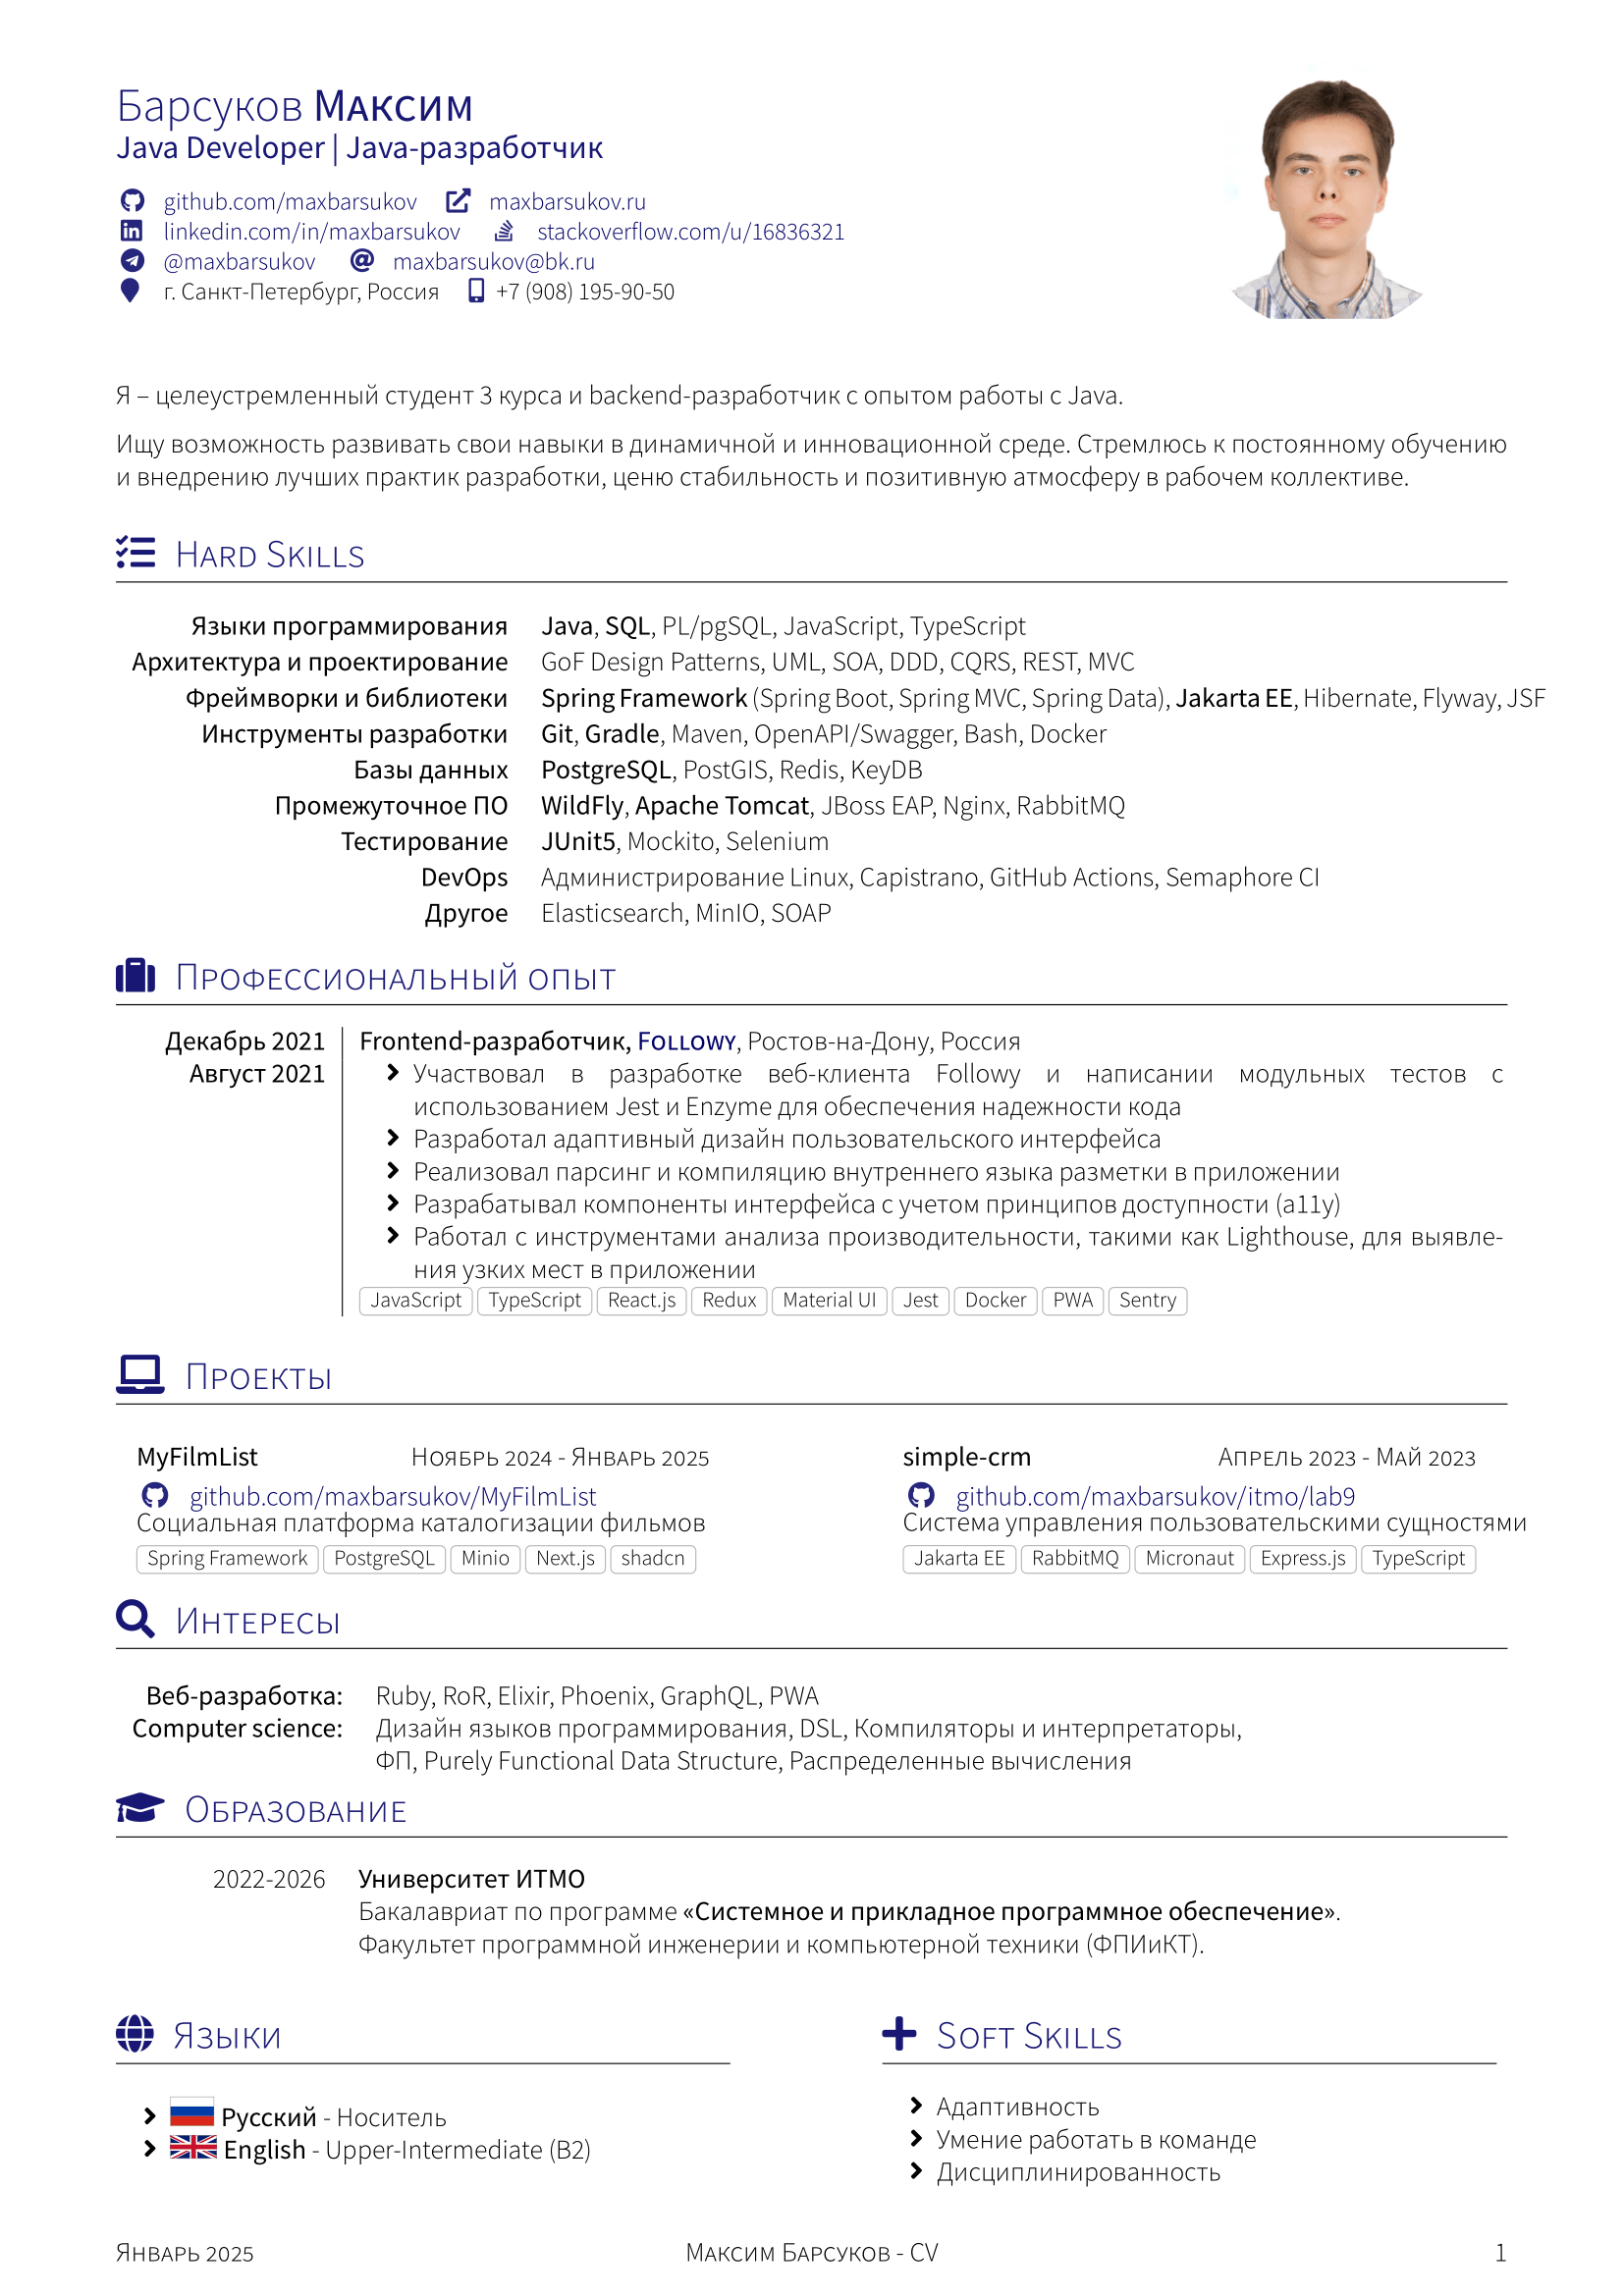 Барсуков Максим
Java Developer | Java-разработчик
github.com/maxbarsukov maxbarsukov.ru
linkedin.com/in/maxbarsukov stackoverflow.com/u/16836321
@maxbarsukov maxbarsukov@bk.ru
г. Санкт-Петербург, Россия +7 (908) 195-90-50
Я – целеустремленный студент 3 курса и backend-разработчик с опытом работы с Java.
Ищу возможность развивать свои навыки в динамичной и инновационной среде. Стремлюсь к постоянному обучению
и внедрению лучших практик разработки, ценю стабильность и позитивную атмосферу в рабочем коллективе.
Hard Skills
Языки программирования Java, SQL, PL/pgSQL, JavaScript, TypeScript
Архитектура и проектирование GoF Design Patterns, UML, SOA, DDD, CQRS, REST, MVC
Фреймворки и библиотеки Spring Framework (Spring Boot, Spring MVC, Spring Data), Jakarta EE, Hibernate, Flyway, JSF
Инструменты разработки Git, Gradle, Maven, OpenAPI/Swagger, Bash, Docker
Базы данных PostgreSQL, PostGIS, Redis, KeyDB
Промежуточное ПО WildFly, Apache Tomcat, JBoss EAP, Nginx, RabbitMQ
Тестирование JUnit5, Mockito, Selenium
DevOps Администрирование Linux, Capistrano, GitHub Actions, Semaphore CI
Другое Elasticsearch, MinIO, SOAP
Профессиональный опыт
Декабрь 2021 Frontend-разработчик, Followy, Ростов-на-Дону, Россия
Август 2021 Участвовал в разработке веб-клиента Followy и написании модульных тестов с
использованием Jest и Enzyme для обеспечения надежности кода
Разработал адаптивный дизайн пользовательского интерфейса
Реализовал парсинг и компиляцию внутреннего языка разметки в приложении
Разрабатывал компоненты интерфейса с учетом принципов доступности (a11y)
Работал с инструментами анализа производительности, такими как Lighthouse, для выявле-
ния узких мест в приложении
JavaScript TypeScript React.js Redux Material UI Jest Docker PWA Sentry
Проекты
MyFilmList Ноябрь 2024 - Январь 2025
github.com/maxbarsukov/MyFilmList
Социальная платформа каталогизации фильмов
Spring Framework PostgreSQL Minio Next.js shadcn
simple-crm Апрель 2023 - Май 2023
github.com/maxbarsukov/itmo/lab9
Система управления пользовательскими сущностями
Jakarta EE RabbitMQ Micronaut Express.js TypeScript
Интересы
Веб-разработка: Ruby, RoR, Elixir, Phoenix, GraphQL, PWA
Computer science: Дизайн языков программирования, DSL, Компиляторы и интерпретаторы,
ФП, Purely Functional Data Structure, Распределенные вычисления
Образование
2022-2026 Университет ИТМО
Бакалавриат по программе «Системное и прикладное программное обеспечение».
Факультет программной инженерии и компьютерной техники (ФПИиКТ).
Языки
Русский - Носитель
English - Upper-Intermediate (B2)
Soft Skills
Адаптивность
Умение работать в команде
Дисциплинированность
Январь 2025 Максим Барсуков - CV 1